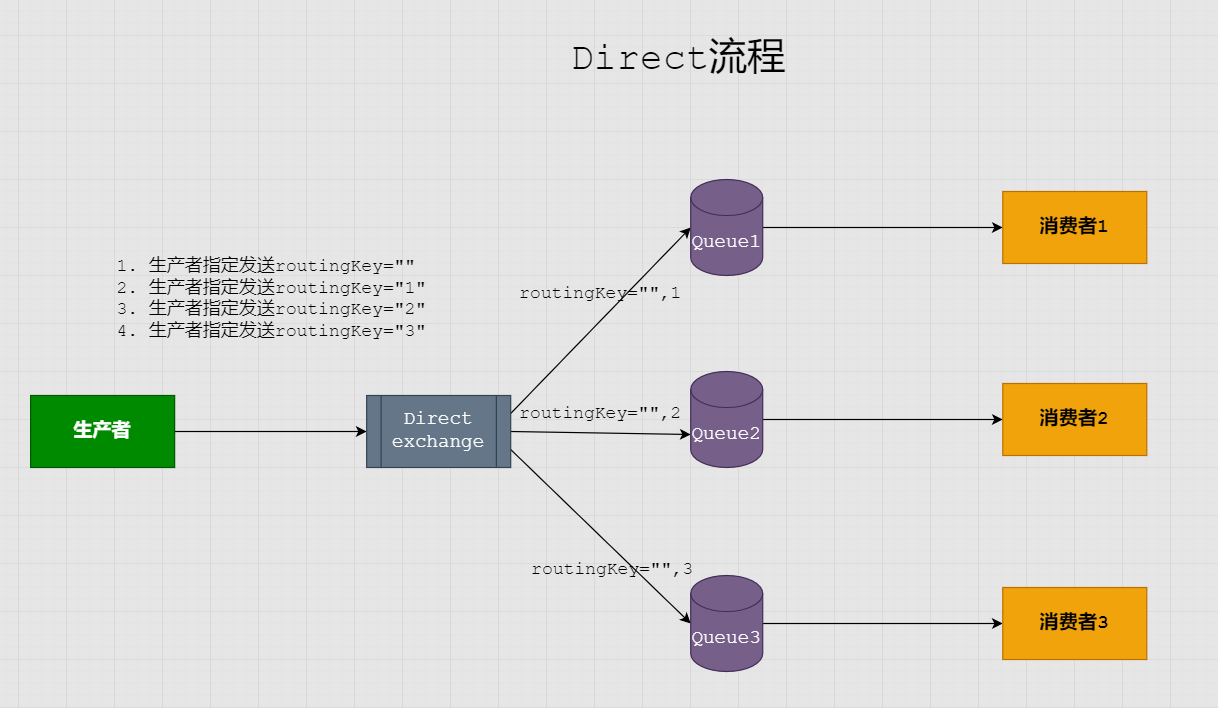 Direct流程
1. 生产者指定发送routingKey=""
2. 生产者指定发送routingKey="1"
3. 生产者指定发送routingKey="2"
4. 生产者指定发送routingKey="3"
生产者
Direct
exchange
routingKey="",1
routingKey="",2
routingKey="",3
Queue1
消费者1
Queue2
消费者2
Queue3
消费者3